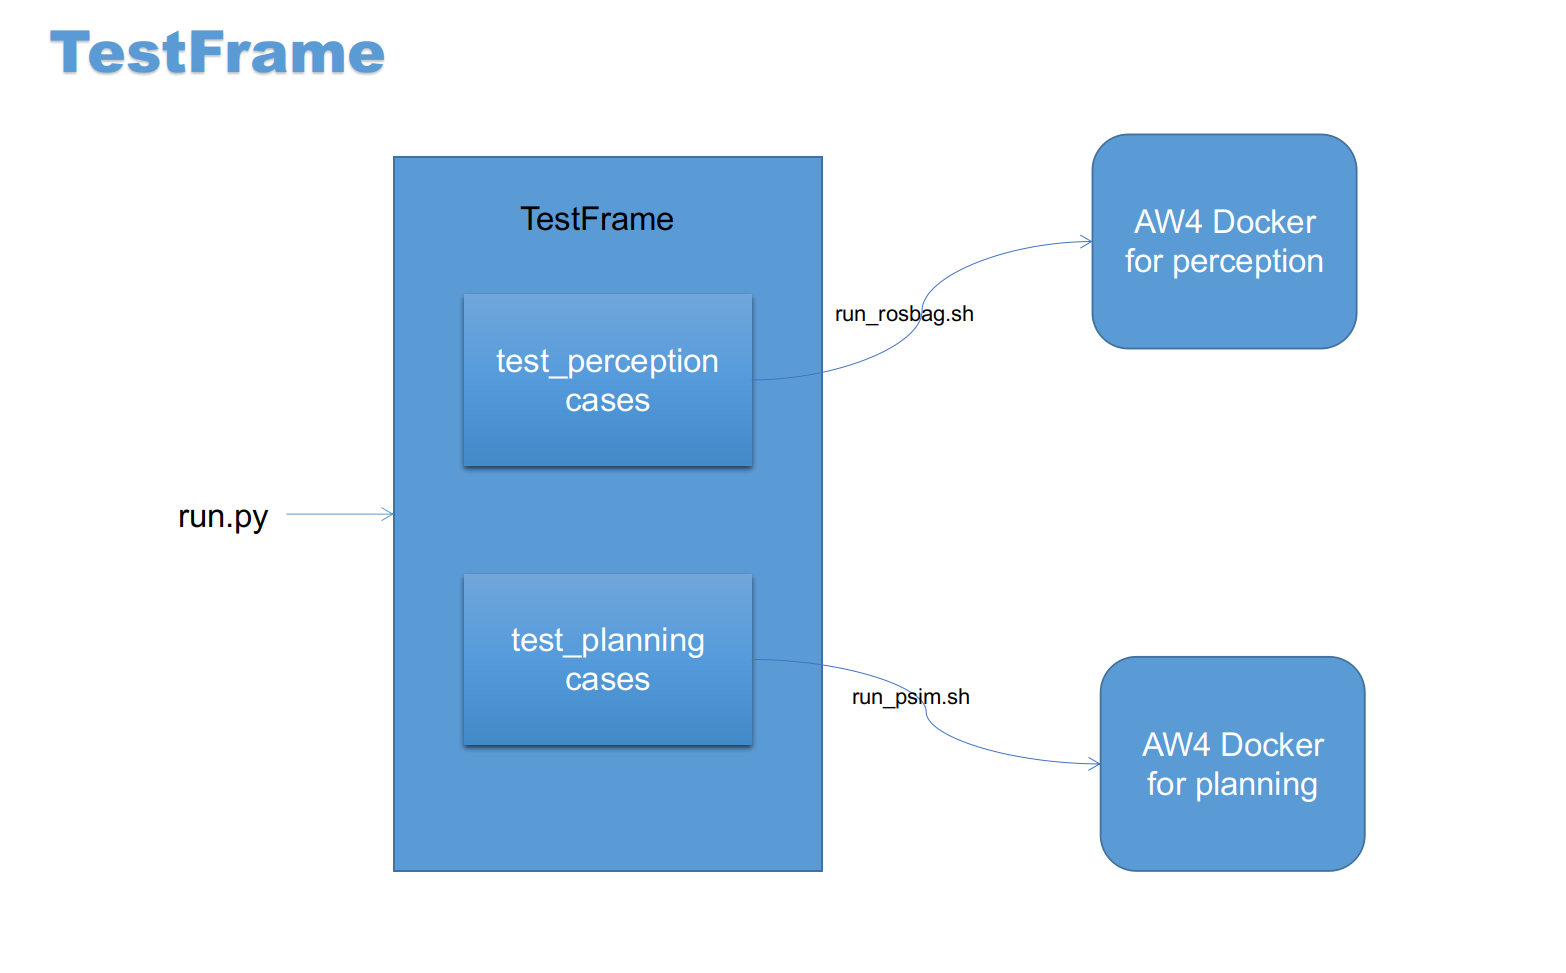 TestFrame
TestFrame
test_perception
cases
run_rosbag.sh
AW4 Docker
for perception
run.py
test_planning
cases
run_psim.sh
AW4 Docker
for planning